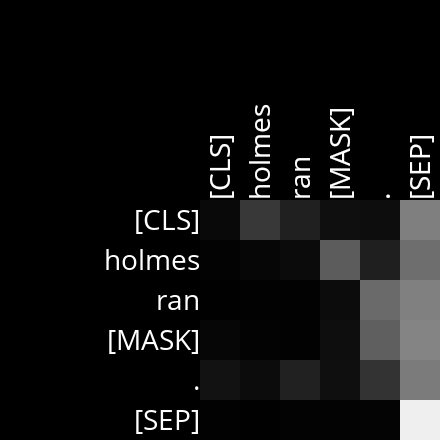 [CLS] holmes ran [MASK] . [SEP]
[CLS]
holmes
ran
[MASK]
.
[SEP]